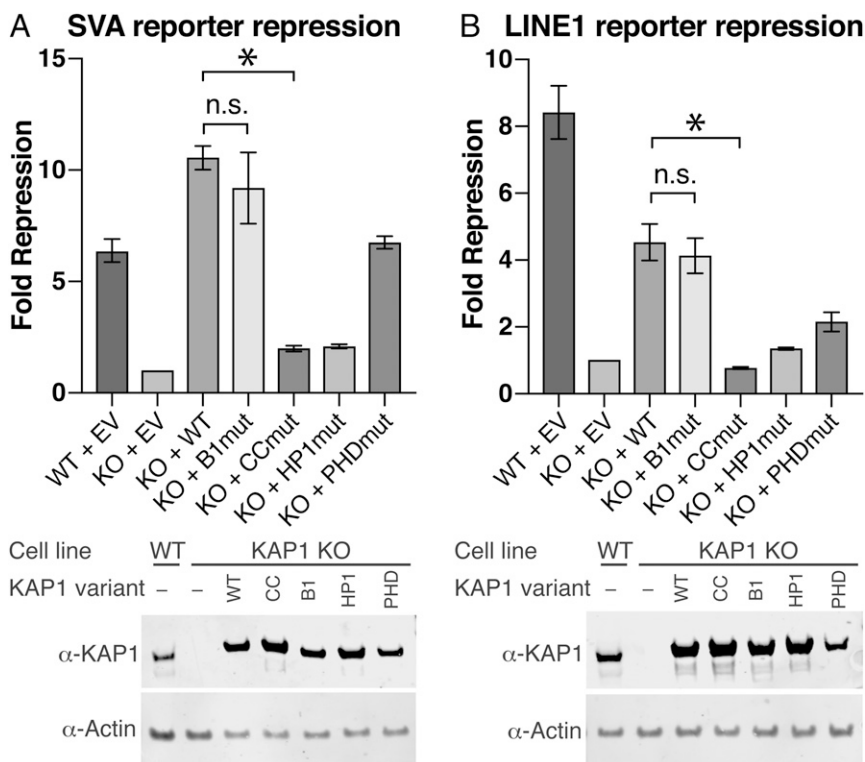 A SVA reporter repression
15
10
5
0
Fold Repression
*
n.s.
WT + EV
KO + EV
KO + WT
KO + B1mut
KO + CCmut
KO + HP1mut
KO + PHDmut
Cell line WT KAP1 KO
KAP1 variant – – WT CC B1 HP1 PHD
α-KAP1
α-Actin
B LINE1 reporter repression
10
8
6
4
2
0
Fold Repression
*
n.s.
WT + EV
KO + EV
KO + WT
KO + B1mut
KO + CCmut
KO + HP1mut
KO + PHDmut
Cell line WT KAP1 KO
KAP1 variant – – WT CC B1 HP1 PHD
α-KAP1
α-Actin